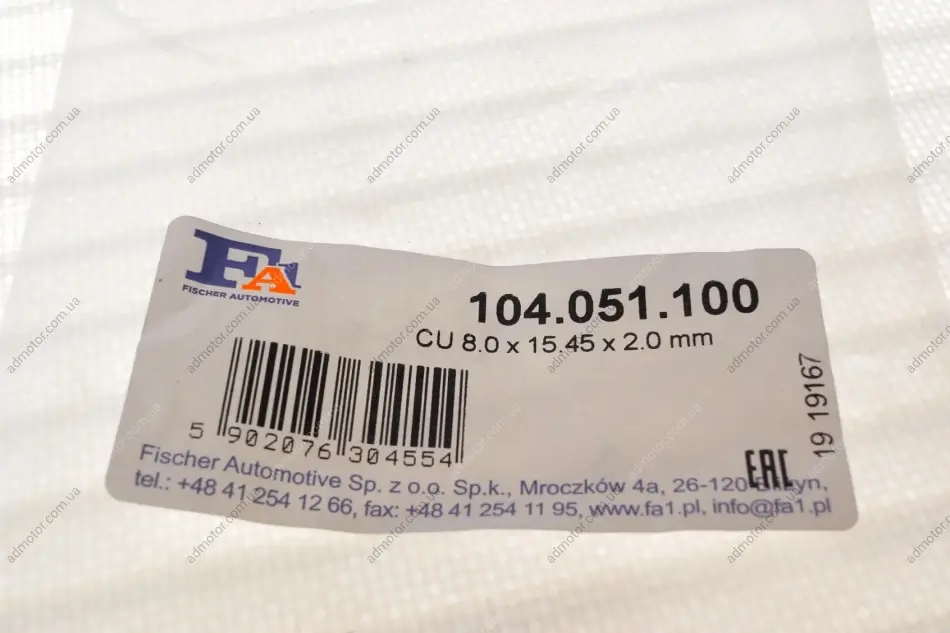 FA1
FISCHER AUTOMOTIVE
104.051.100
CU 8.0 x 15.45 x 2.0 mm
5 902076 304554
19 19167
EAC
Fischer Automotive Sp. z o.o. Sp.k., Mroczków 4a, 26-120
tel.: +48 41 254 12 66, fax: +48 41 254 11 95, www.fa1.pl, info@fa1.pl
admotor.com.ua